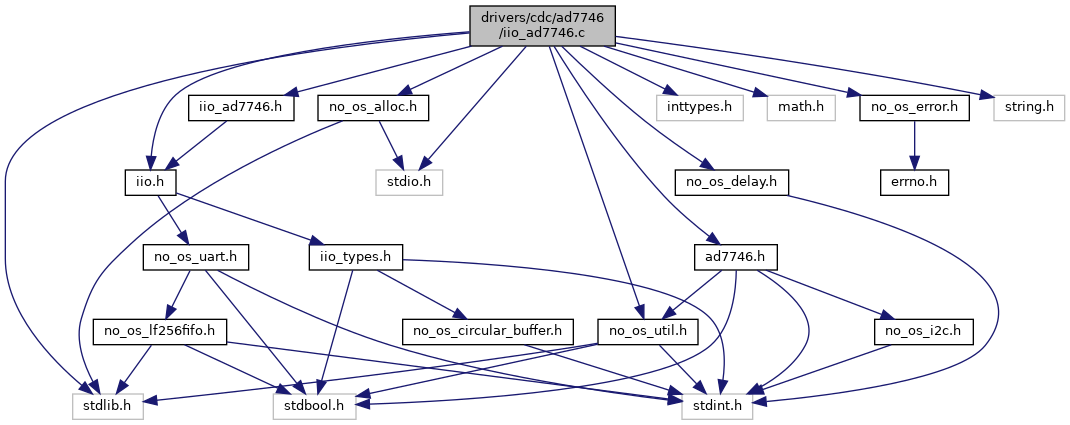 drivers/cdc/ad7746
/iio_ad7746.c
iio_ad7746.h
no_os_alloc.h
inttypes.h
math.h
no_os_error.h
string.h
iio.h
stdio.h
no_os_delay.h
errno.h
no_os_uart.h
iio_types.h
ad7746.h
no_os_lf256fifo.h
no_os_circular_buffer.h
no_os_util.h
no_os_i2c.h
stdlib.h
stdbool.h
stdint.h